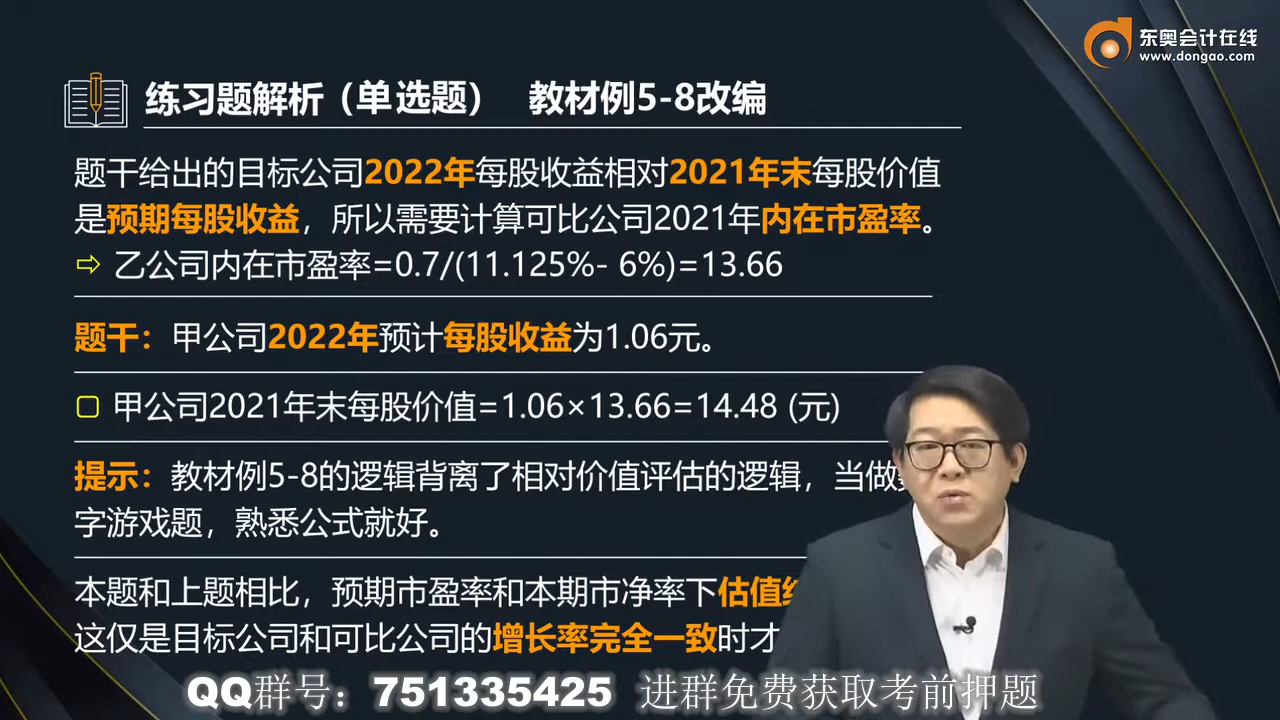 东奥会计在线
www.dongao.com
练习题解析（单选题） 教材例5-8改编
题干给出的目标公司2022年每股收益相对2021年末每股价值
是预期每股收益，所以需要计算可比公司2021年内在市盈率。
⇨ 乙公司内在市盈率=0.7/(11.125%- 6%)=13.66
题干：甲公司2022年预计每股收益为1.06元。
甲公司2021年末每股价值=1.06×13.66=14.48 (元)
提示：教材例5-8的逻辑背离了相对价值评估的逻辑，当做
字游戏题，熟悉公式就好。
本题和上题相比，预期市盈率和本期市净率下估值
这仅是目标公司和可比公司的增长率完全一致时才
QQ群号：751335425 进群免费获取考前押题